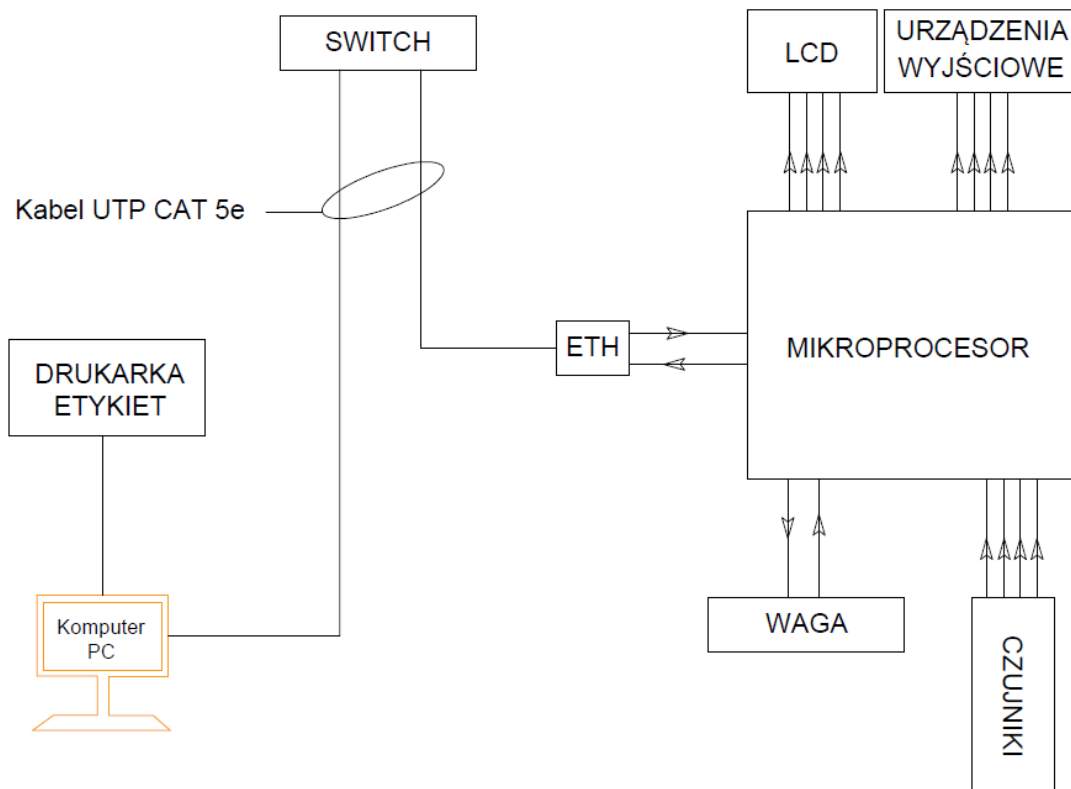 SWITCH
LCD
URZĄDZENIA
WYJŚCIOWE
Kabel UTP CAT 5e
ETH
MIKROPROCESOR
DRUKARKA
ETYKIET
Komputer
PC
WAGA
CZUJNIKI